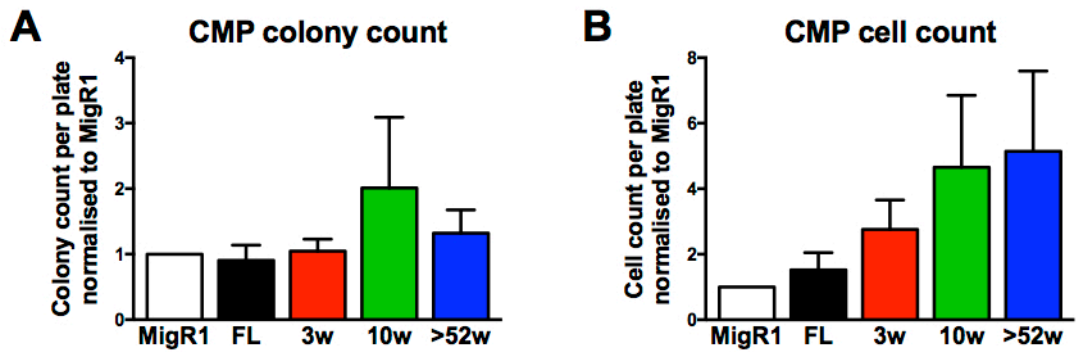 A
CMP colony count
Colony count per plate
normalised to MigR1
4
3
2
1
0
MigR1 FL 3w 10w >52w
B
CMP cell count
Cell count per plate
normalised to MigR1
8
6
4
2
0
MigR1 FL 3w 10w >52w